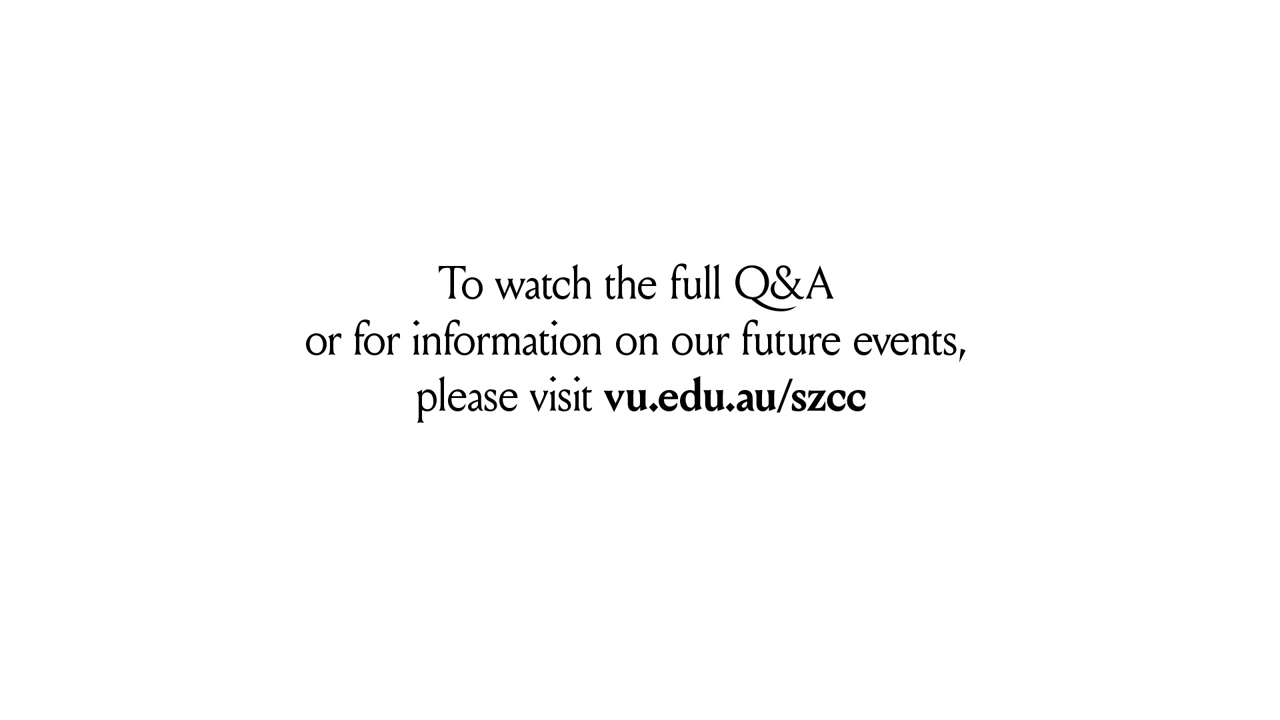 To watch the full Q&A
or for information on our future events,
please visit vu.edu.au/szcc